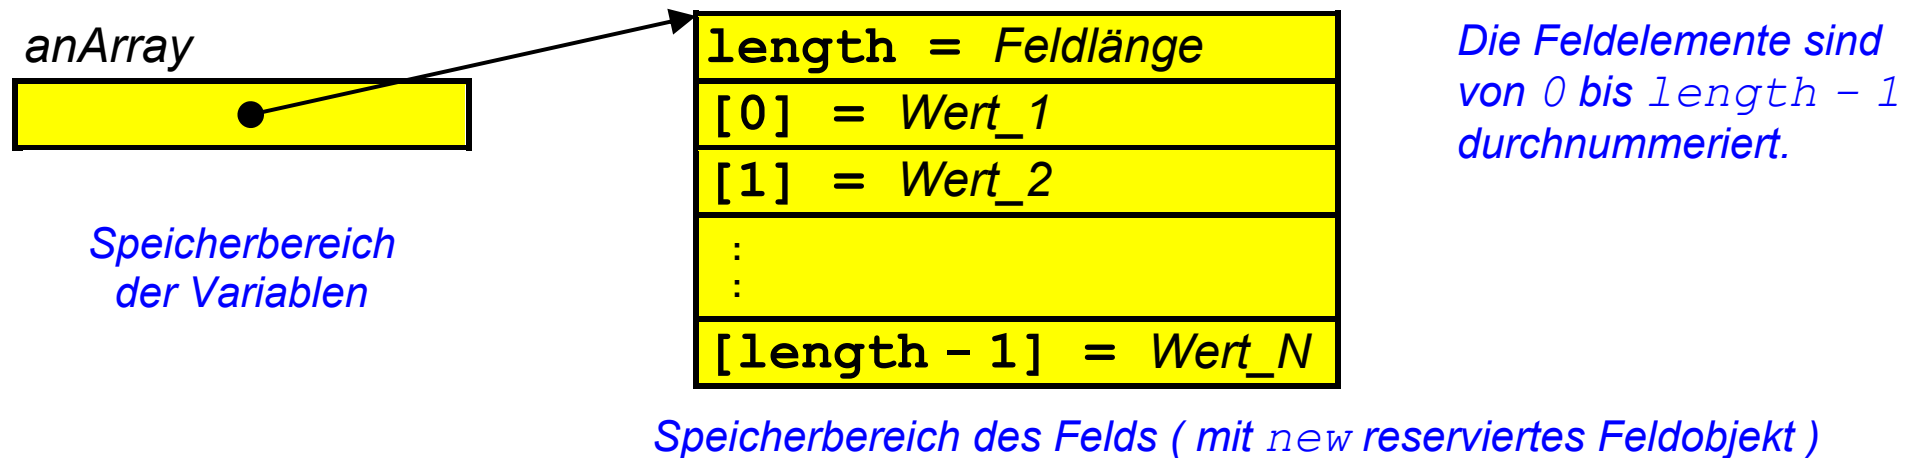 anArray
Speicherbereich
der Variablen
length = Feldlänge
[0] = Wert_1
[1] = Wert_2
:
:
[length - 1] = Wert_N
Die Feldelemente sind
von 0 bis length - 1
durchnummeriert.
Speicherbereich des Felds ( mit new reserviertes Feldobjekt )